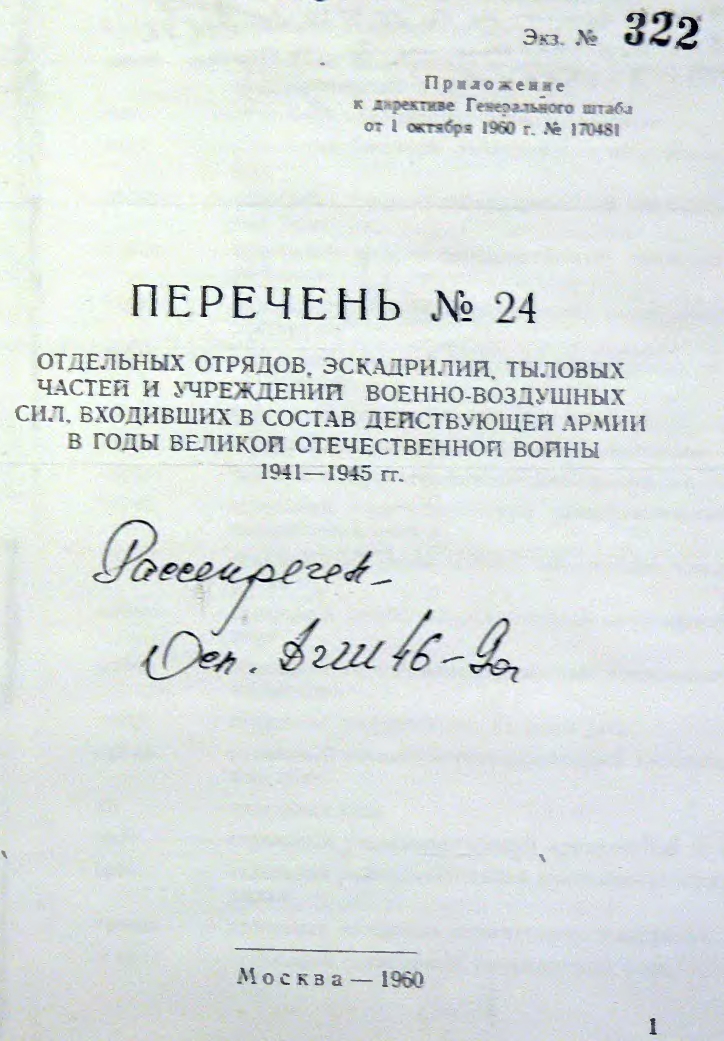 Экз. № 322
Приложение
к директиве Генерального штаба
от 1 октября 1960 г. № 170481
ПЕРЕЧЕНЬ № 24
ОТДЕЛЬНЫХ ОТРЯДОВ, ЭСКАДРИЛИЙ, ТЫЛОВЫХ
ЧАСТЕЙ И УЧРЕЖДЕНИЙ ВОЕННО-ВОЗДУШНЫХ
СИЛ, ВХОДИВШИХ В СОСТАВ ДЕЙСТВУЮЩЕЙ АРМИИ
В ГОДЫ ВЕЛИКОЙ ОТЕЧЕСТВЕННОЙ ВОЙНЫ
1941—1945 гг.
Рассекречен
Москва — 1960
1